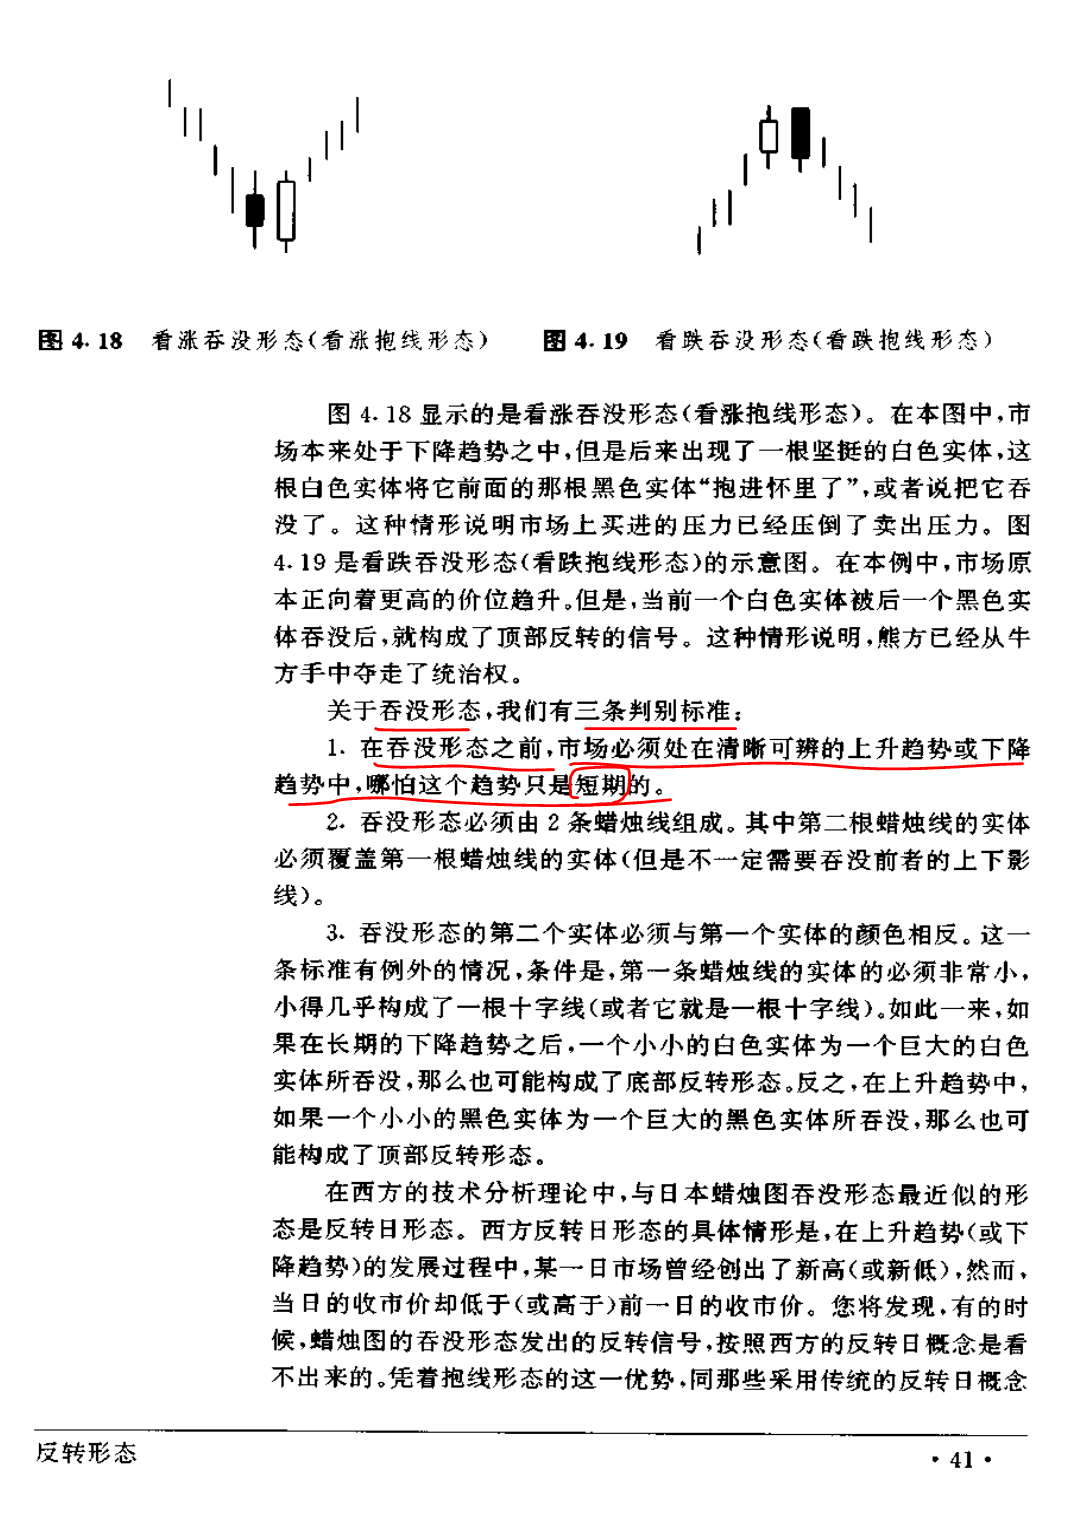 图 4.18 看涨吞没形态(看涨抱线形态)
图 4.19 看跌吞没形态(看跌抱线形态)
图 4.18 显示的是看涨吞没形态(看涨抱线形态)。在本图中,市
场本来处于下降趋势之中,但是后来出现了一根坚挺的白色实体,这
根白色实体将它前面的那根黑色实体“抱进怀里了”,或者说把它吞
没了。这种情形说明市场上买进的压力已经压倒了卖出压力。图
4.19 是看跌吞没形态(看跌抱线形态)的示意图。在本例中,市场原
本正向着更高的价位趋升。但是,当前一个白色实体被后一个黑色实
体吞没后,就构成了顶部反转的信号。这种情形说明,熊方已经从牛
方手中夺走了统治权。
关于吞没形态,我们有三条判别标准:
1. 在吞没形态之前,市场必须处在清晰可辨的上升趋势或下降
趋势中,哪怕这个趋势只是短期的。
2. 吞没形态必须由 2 条蜡烛线组成。其中第二根蜡烛线的实体
必须覆盖第一根蜡烛线的实体(但是不一定需要吞没前者的上下影
线)。
3. 吞没形态的第二个实体必须与第一个实体的颜色相反。这一
条标准有例外的情况,条件是,第一条蜡烛线的实体的必须非常小,
小得几乎构成了一根十字线(或者它就是一根十字线)。如此一来,如
果在长期的下降趋势之后,一个小小的白色实体为一个巨大的白色
实体所吞没,那么也可能构成了底部反转形态。反之,在上升趋势中,
如果一个小小的黑色实体为一个巨大的黑色实体所吞没,那么也可
能构成了顶部反转形态。
在西方的技术分析理论中,与日本蜡烛图吞没形态最近似的形
态是反转日形态。西方反转日形态的具体情形是,在上升趋势(或下
降趋势)的发展过程中,某一日市场曾经创出了新高(或新低),然而,
当日的收市价却低于(或高于)前一日的收市价。您将发现,有的时
候,蜡烛图的吞没形态发出的反转信号,按照西方的反转日概念是看
不出来的。凭着抱线形态的这一优势,同那些采用传统的反转日概念
反转形态
· 41 ·